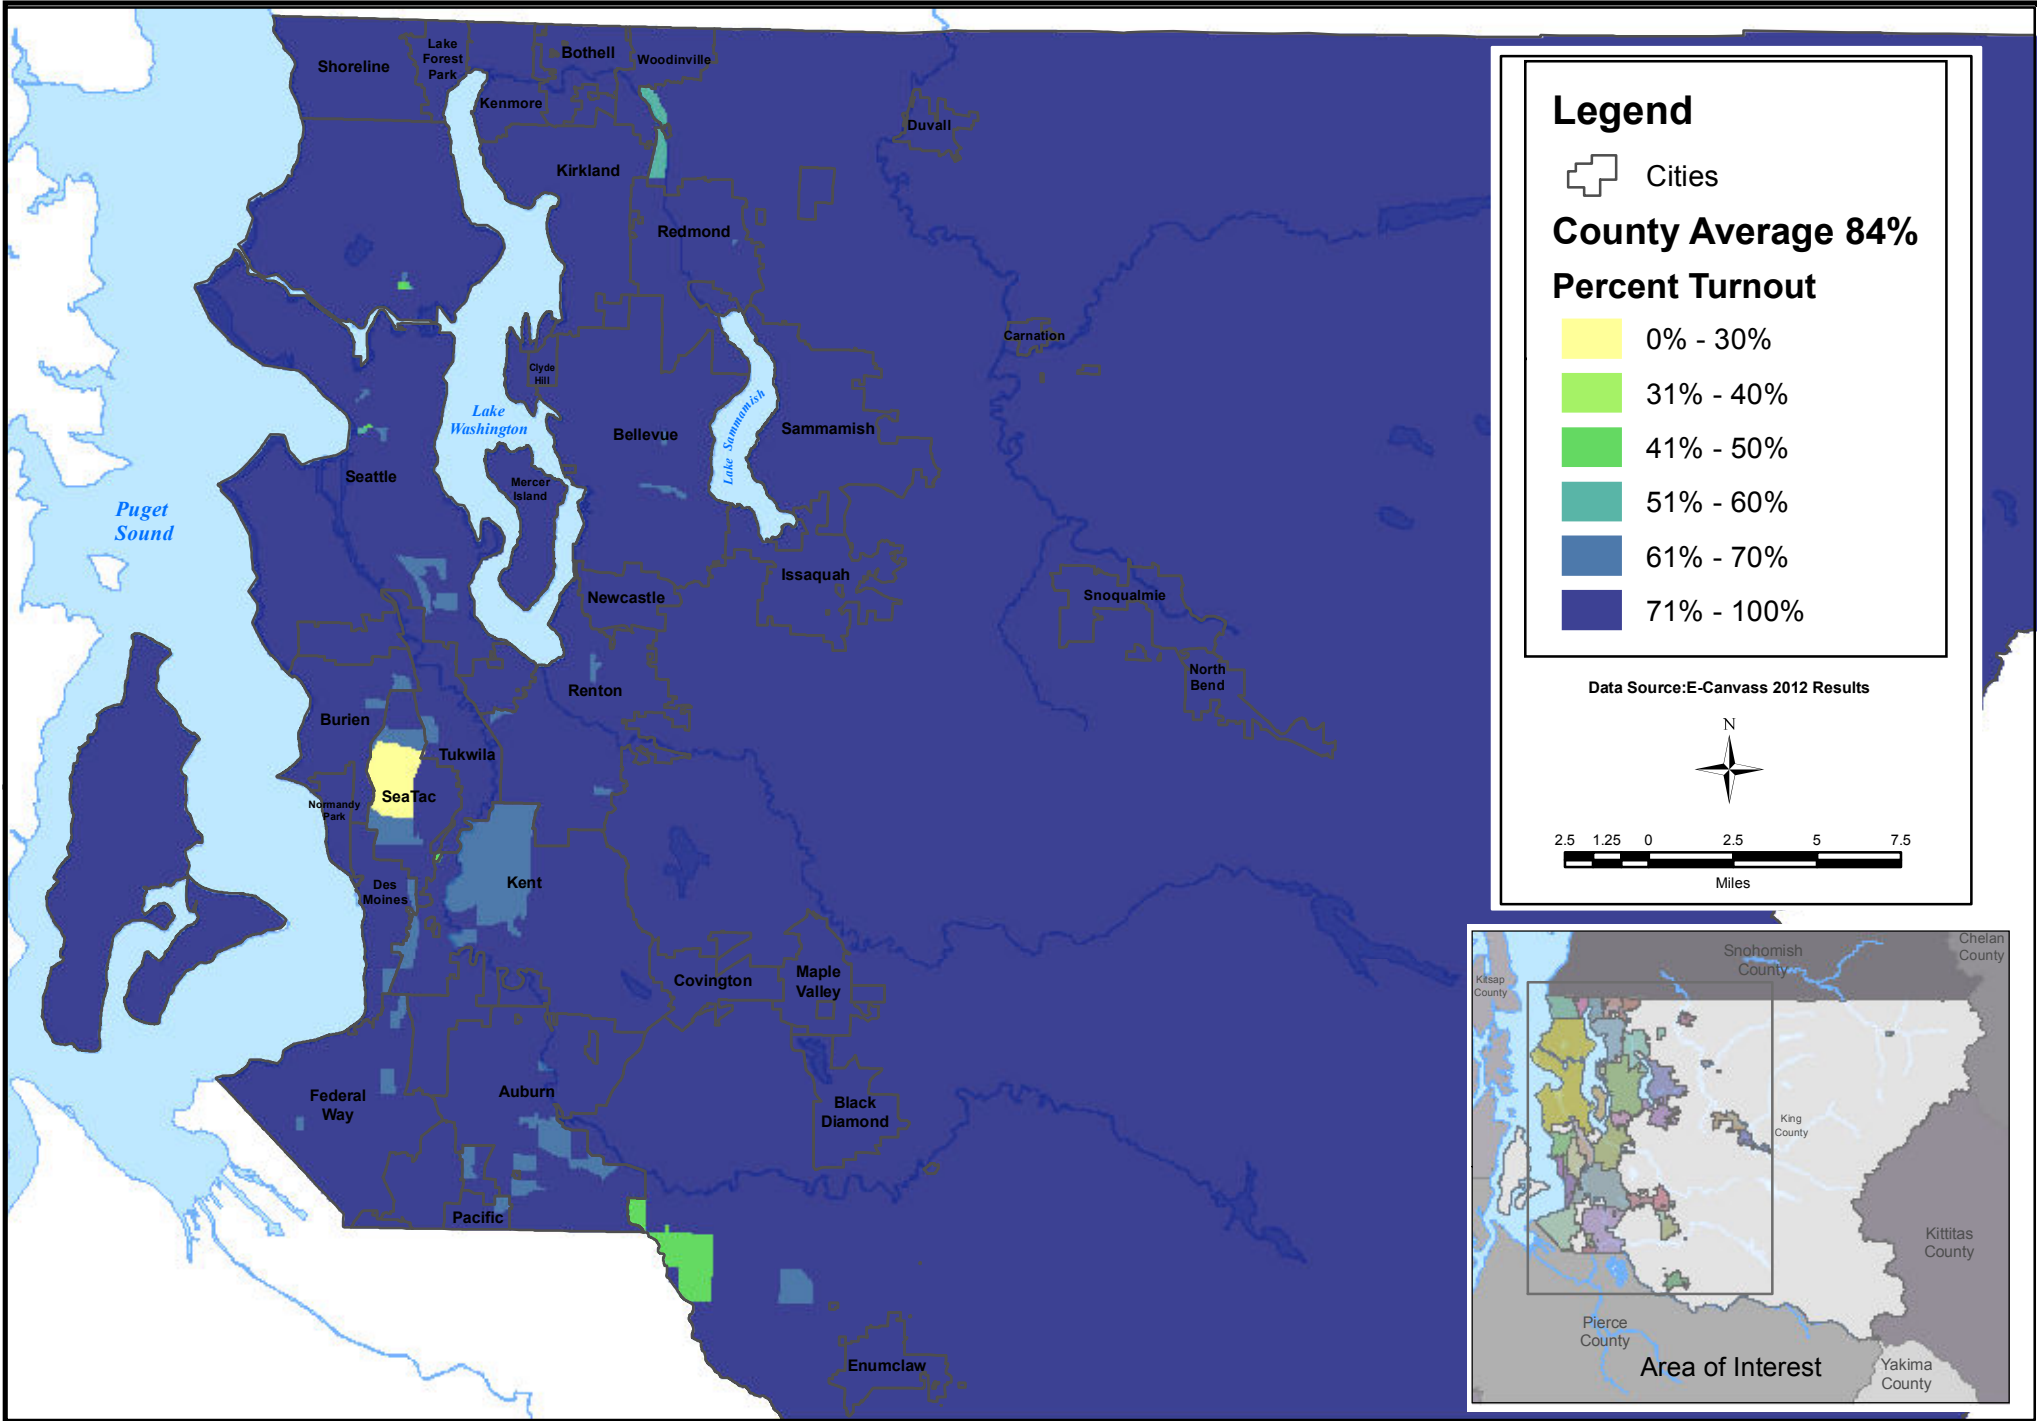 Shoreline
Lake
Forest
Park
Bothell
Woodinville
Kenmore
Duvall
Kirkland
Redmond
Carnation
Clyde
Hill
Lake
Washington
Lake Sammamish
Bellevue
Sammamish
Seattle
Mercer
Island
Puget
Sound
Issaquah
Newcastle
Snoqualmie
North
Bend
Renton
Burien
Tukwila
SeaTac
Normandy
Park
Des
Moines
Kent
Covington
Maple
Valley
Federal
Way
Auburn
Black
Diamond
Pacific
Enumclaw
Legend
Cities
County Average 84%
Percent Turnout
0% - 30%
31% - 40%
41% - 50%
51% - 60%
61% - 70%
71% - 100%
Data Source:E-Canvass 2012 Results
N
2.5 1.25 0 2.5 5 7.5
Miles
Chelan
County
Snohomish
County
Kitsap
County
King
County
Kittitas
County
Pierce
County
Area of Interest
Yakima
County